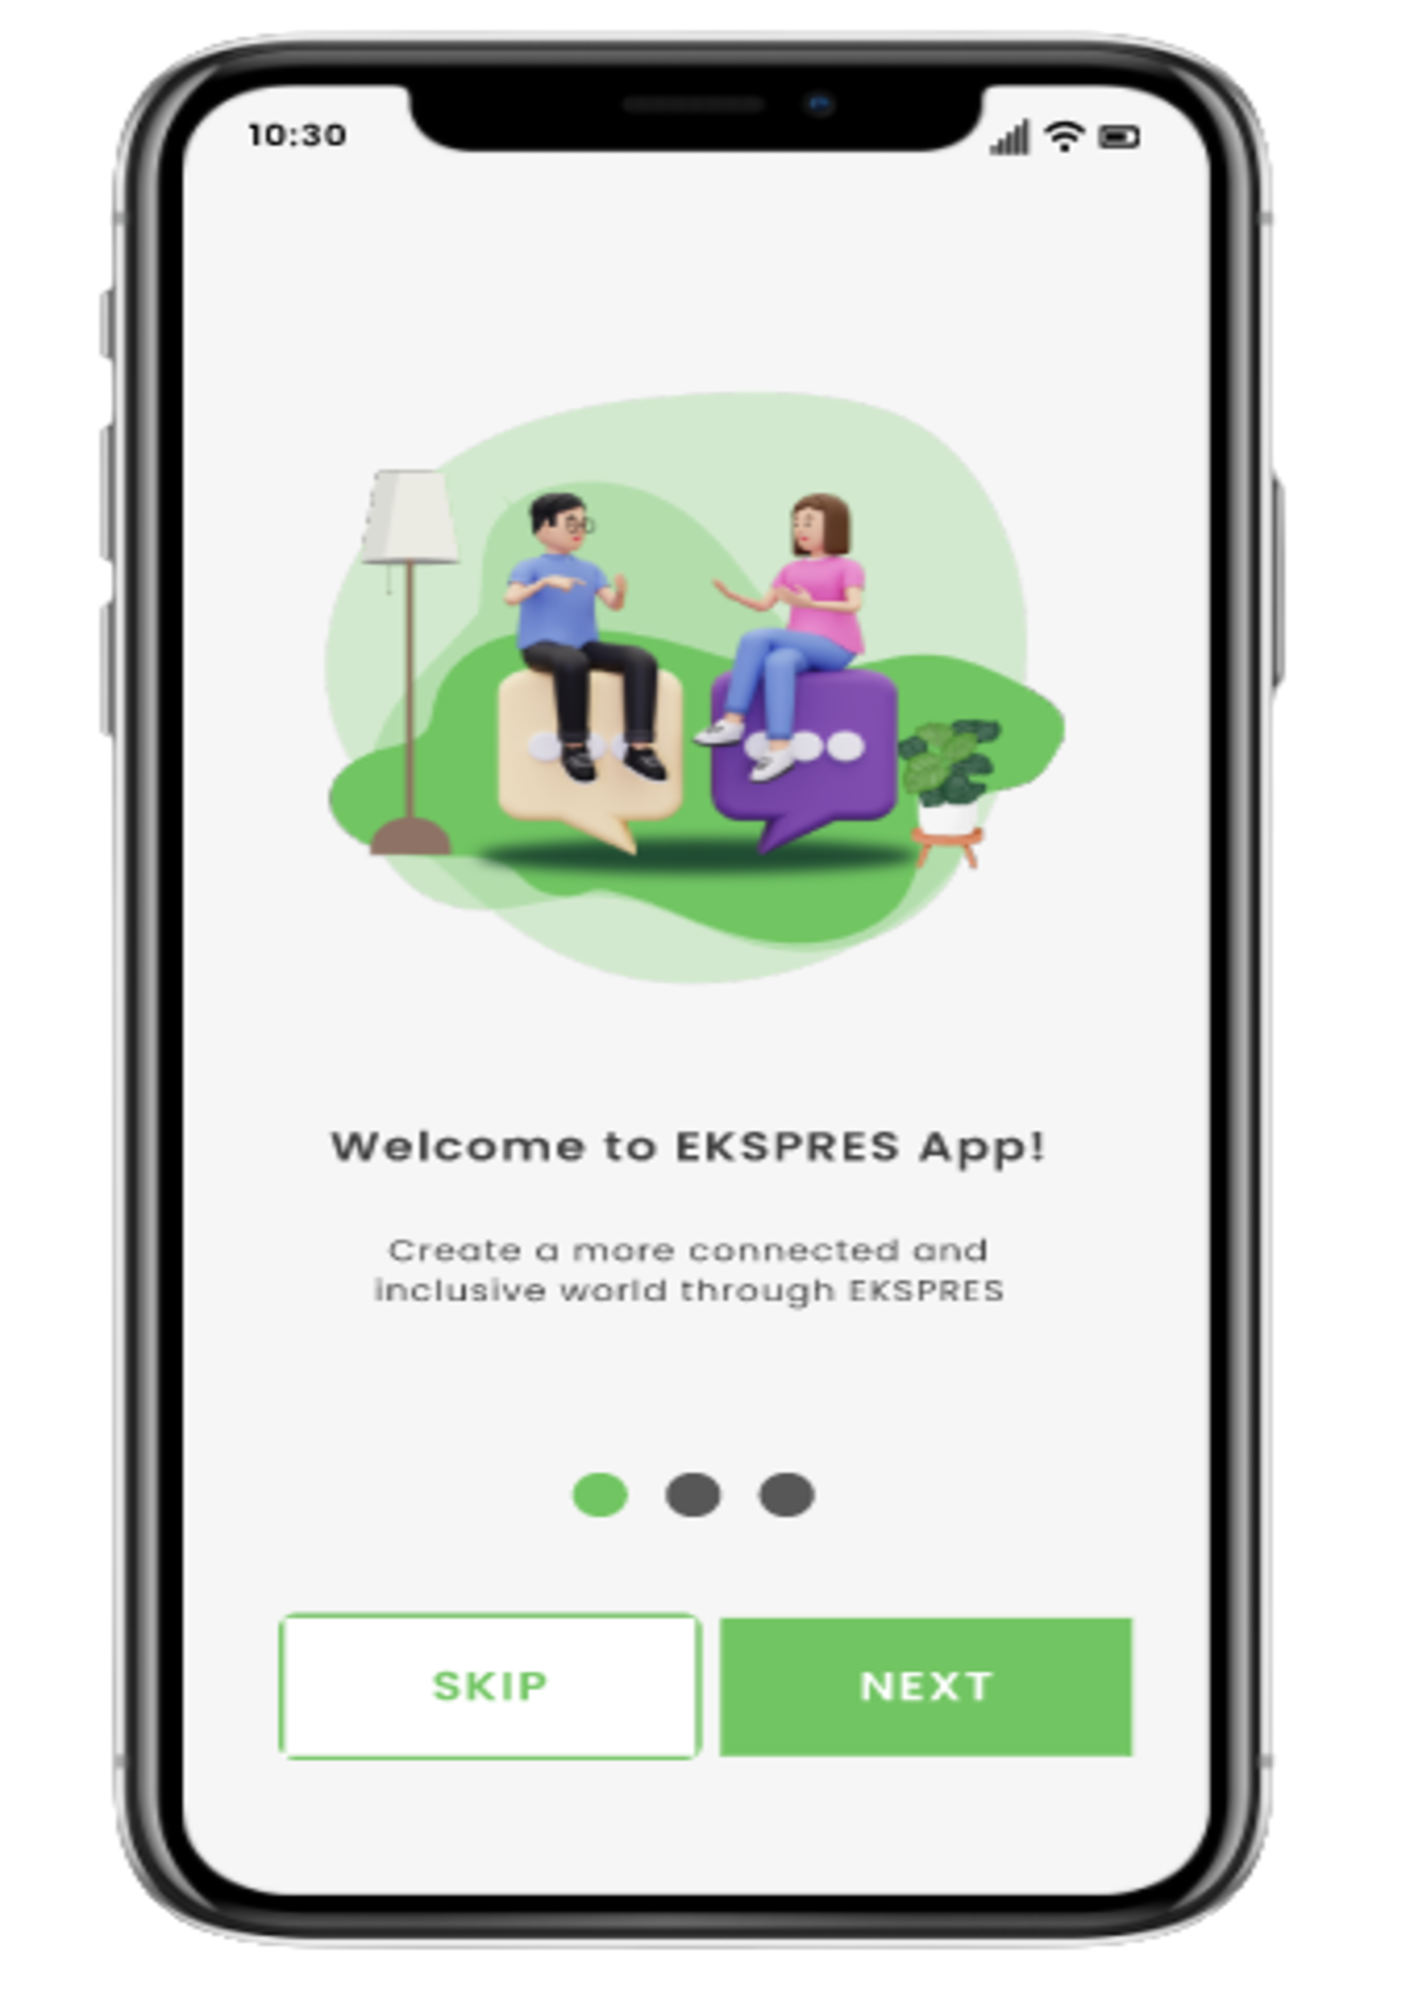 10:30
Welcome to EKSPRES App!
Create a more connected and
inclusive world through EKSPRES
SKIP
NEXT